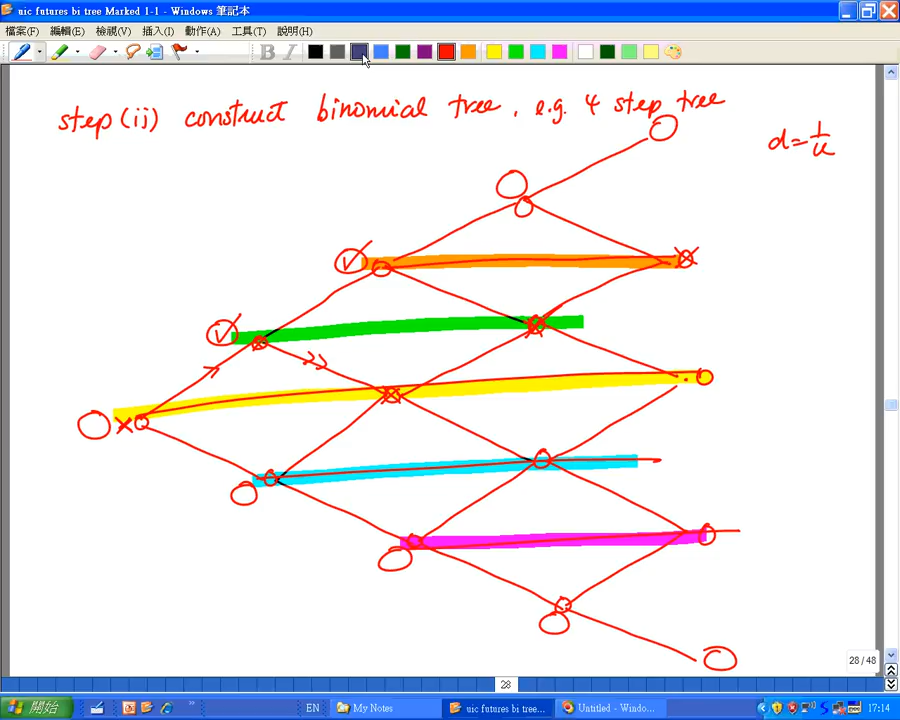 uic futures bi tree Marked 1-1 - Windows 筆記本
檔案(F) 編輯(E) 檢視(V) 插入(I) 動作(A) 工具(T) 說明(H)
B I
step(ii) construct binomial tree, e.g. 4 step tree
d=1/u
28 / 48
28
開始 EN My Notes uic futures bi tree... Untitled - Window... 17:14